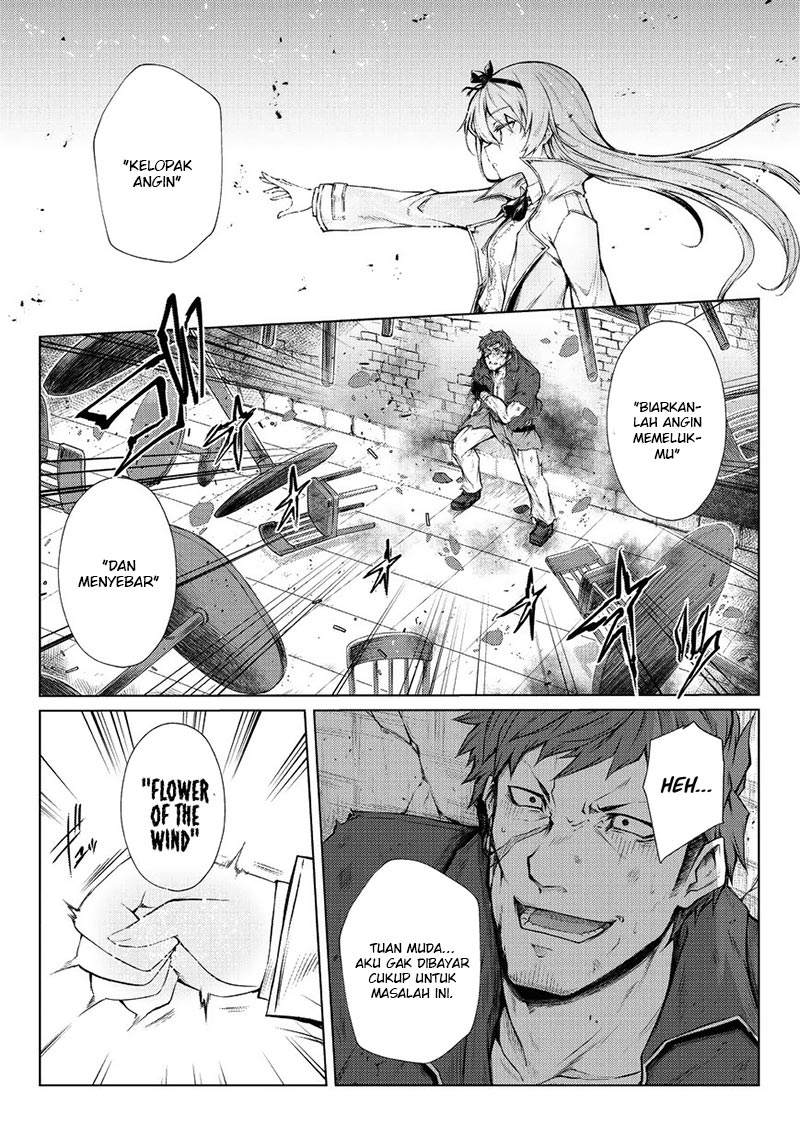 "KELOPAK
ANGIN"
"BIARKAN-
LAH ANGIN
MEMELUK-
MU"
"DAN
MENYEBAR"
HEH...
TUAN MUDA...
AKU GAK DIBAYAR
CUKUP UNTUK
MASALAH INI.
"FLOWER
OF THE
WIND"